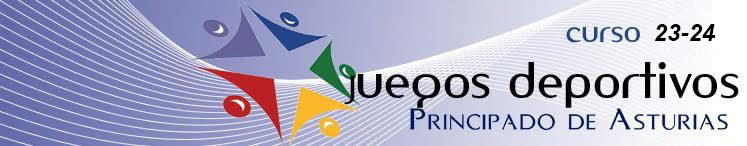 curso 23-24
juegos deportivos
PRINCIPADO DE ASTURIAS